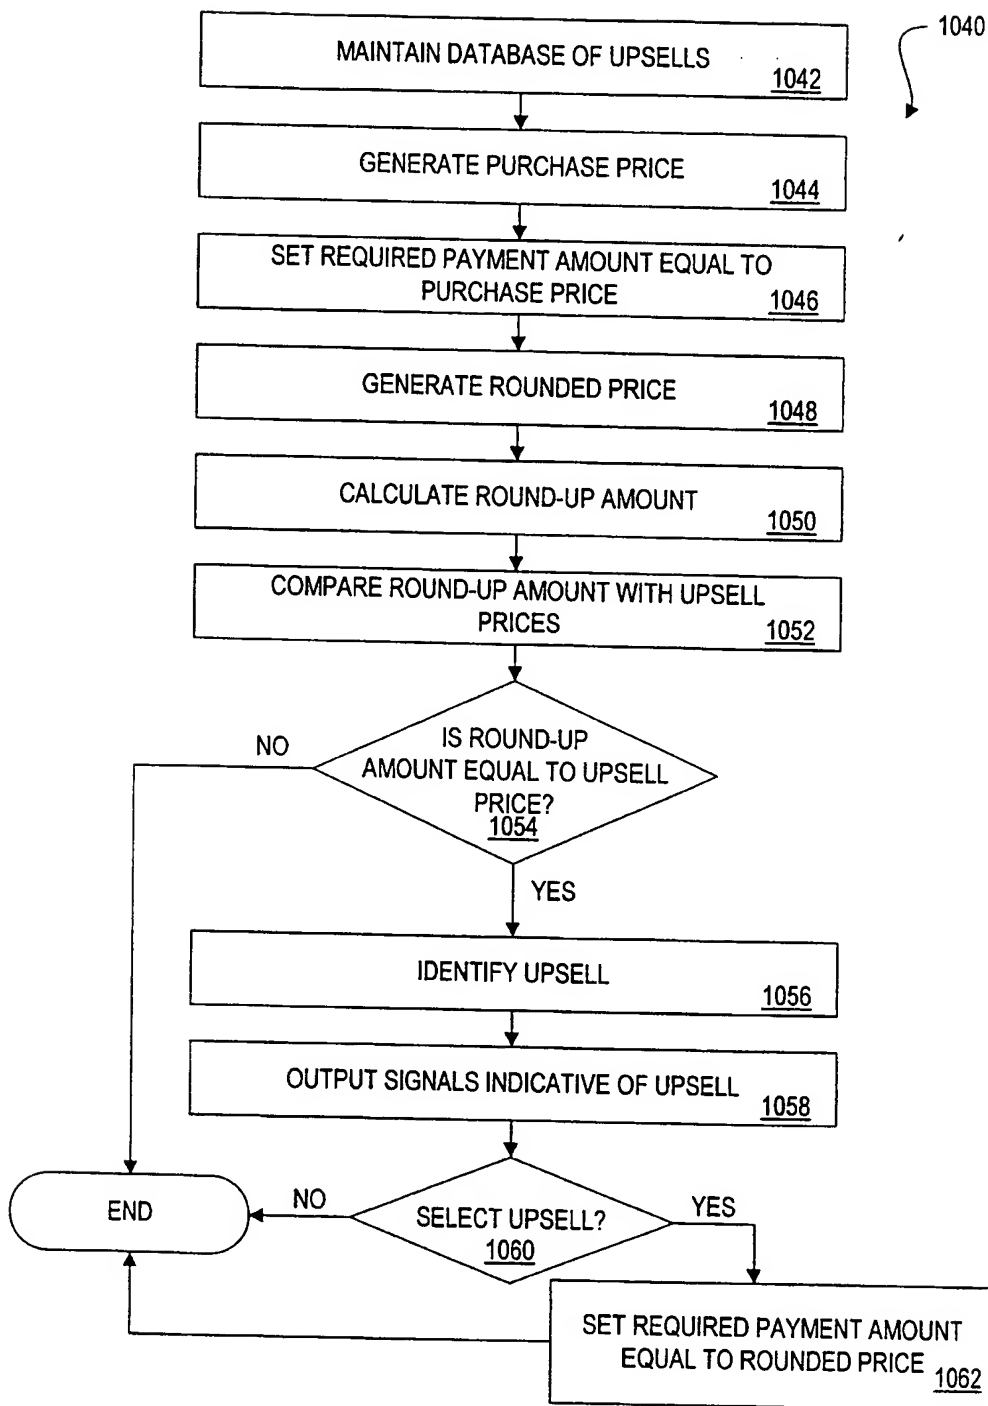 1040
MAINTAIN DATABASE OF UPSELLS
1042
GENERATE PURCHASE PRICE
1044
SET REQUIRED PAYMENT AMOUNT EQUAL TO
PURCHASE PRICE
1046
GENERATE ROUNDED PRICE
1048
CALCULATE ROUND-UP AMOUNT
1050
COMPARE ROUND-UP AMOUNT WITH UPSELL
PRICES
1052
IS ROUND-UP
AMOUNT EQUAL TO UPSELL
PRICE?
1054
NO
YES
IDENTIFY UPSELL
1056
OUTPUT SIGNALS INDICATIVE OF UPSELL
1058
SELECT UPSELL?
1060
NO
YES
END
SET REQUIRED PAYMENT AMOUNT
EQUAL TO ROUNDED PRICE
1062